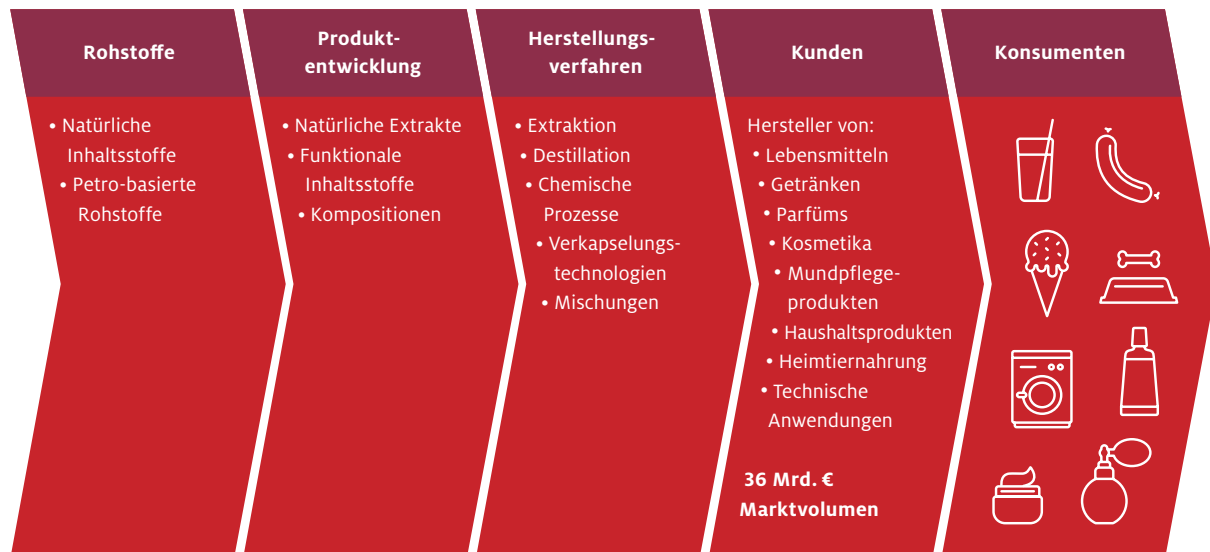 Rohstoffe
• Natürliche
Inhaltsstoffe
• Petro-basierte
Rohstoffe
Produkt-
entwicklung
• Natürliche Extrakte
• Funktionale
Inhaltsstoffe
• Kompositionen
Herstellungs-
verfahren
• Extraktion
• Destillation
• Chemische
Prozesse
• Verkapselungs-
technologien
• Mischungen
Kunden
Hersteller von:
• Lebensmitteln
• Getränken
• Parfüms
• Kosmetika
• Mundpflege-
produkten
• Haushaltsprodukten
• Heimtiernahrung
• Technische
Anwendungen
36 Mrd. €
Marktvolumen
Konsumenten